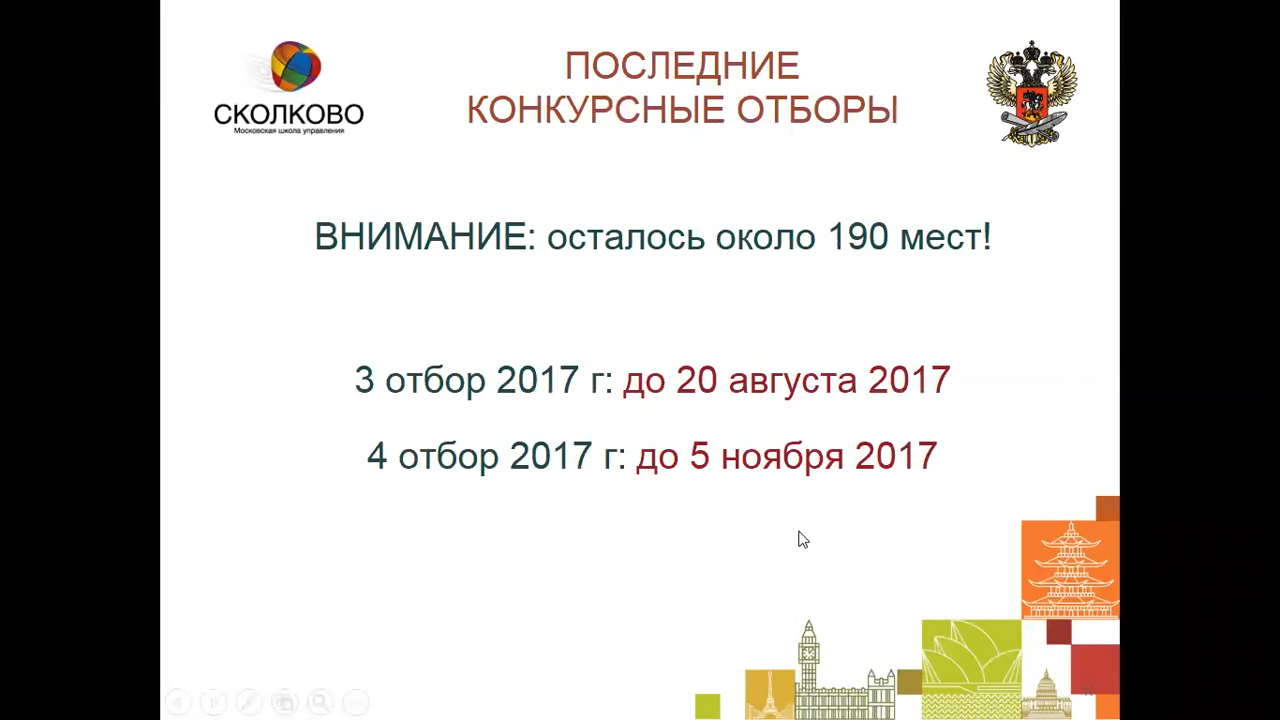 СКОЛКОВО
Московская школа управления
ПОСЛЕДНИЕ
КОНКУРСНЫЕ ОТБОРЫ
ВНИМАНИЕ: осталось около 190 мест!
3 отбор 2017 г: до 20 августа 2017
4 отбор 2017 г: до 5 ноября 2017